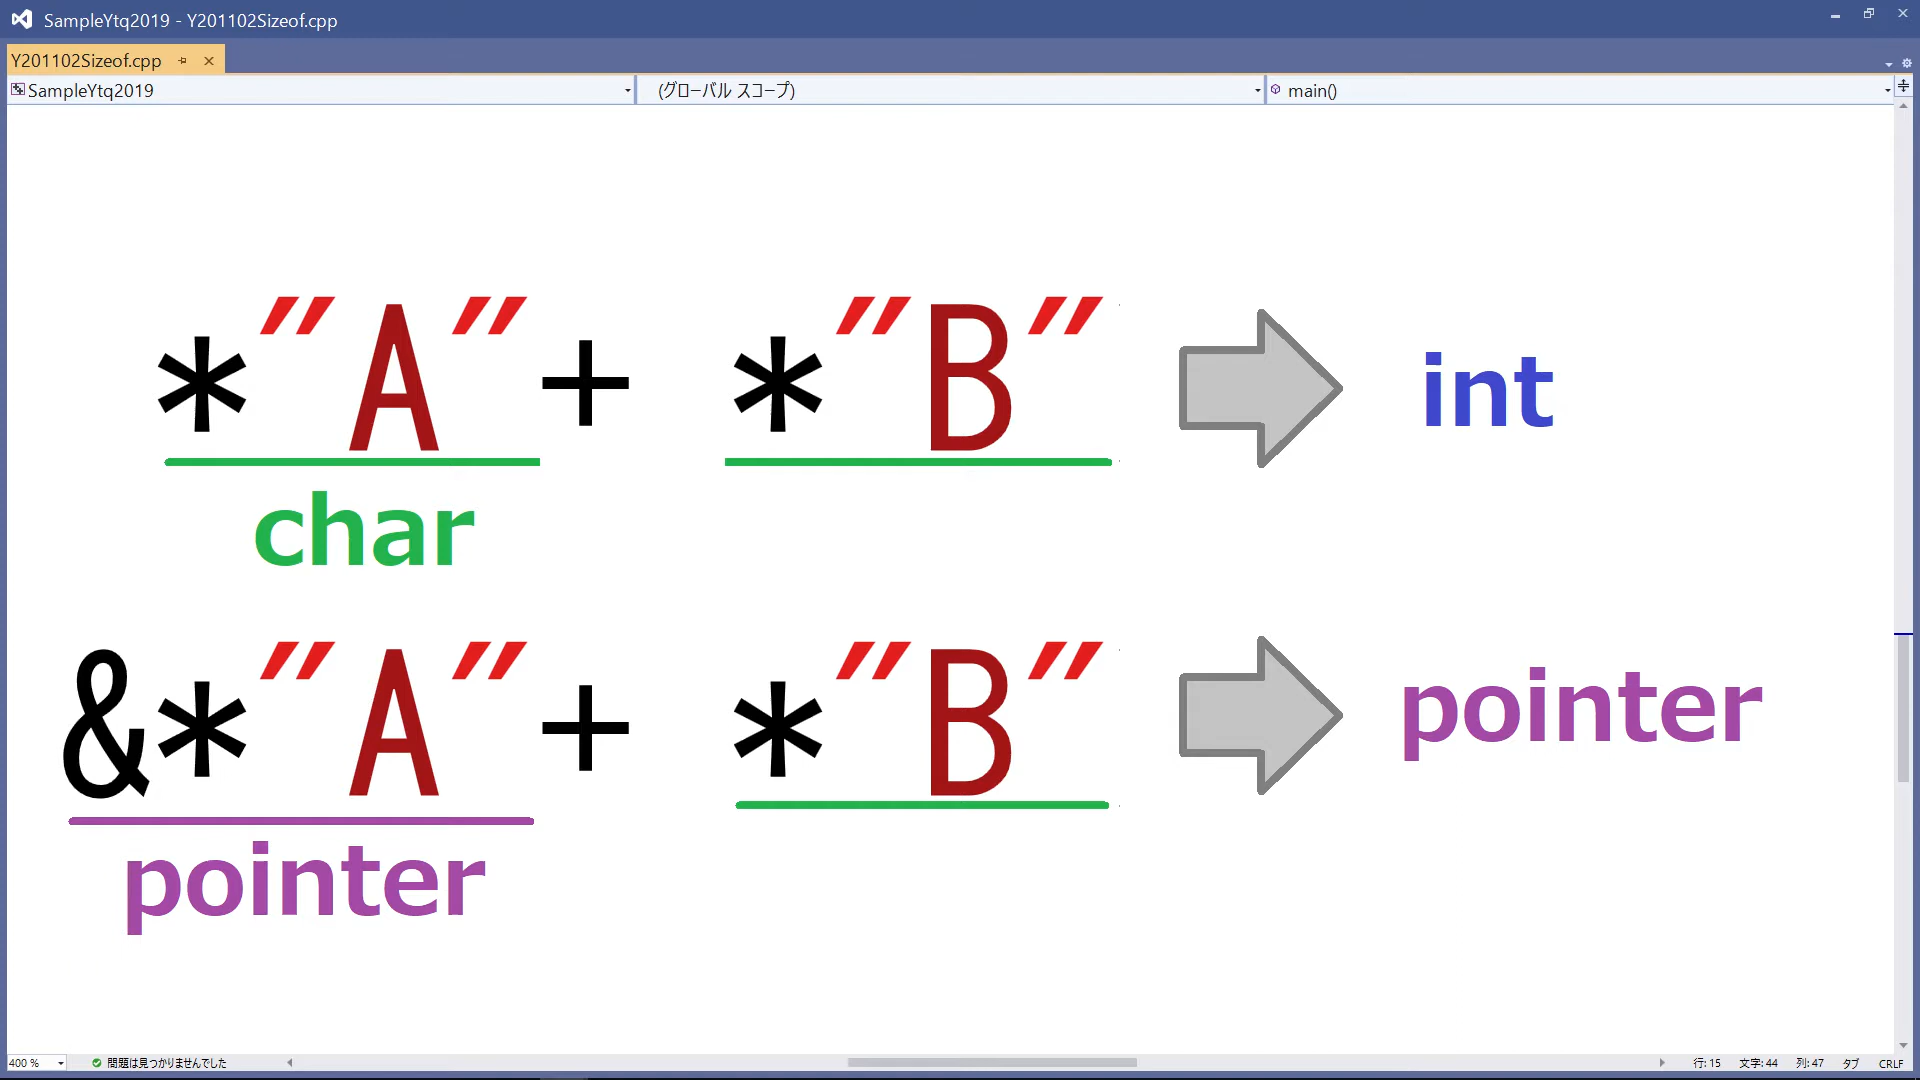 SampleYtq2019 - Y201102Sizeof.cpp
Y201102Sizeof.cpp
SampleYtq2019 (グローバル スコープ) main()
*"A"+ *"B" int
char
&*"A"+ *"B" pointer
pointer
400 % 問題は見つかりませんでした 行: 15 文字: 44 列: 47 タブ CRLF